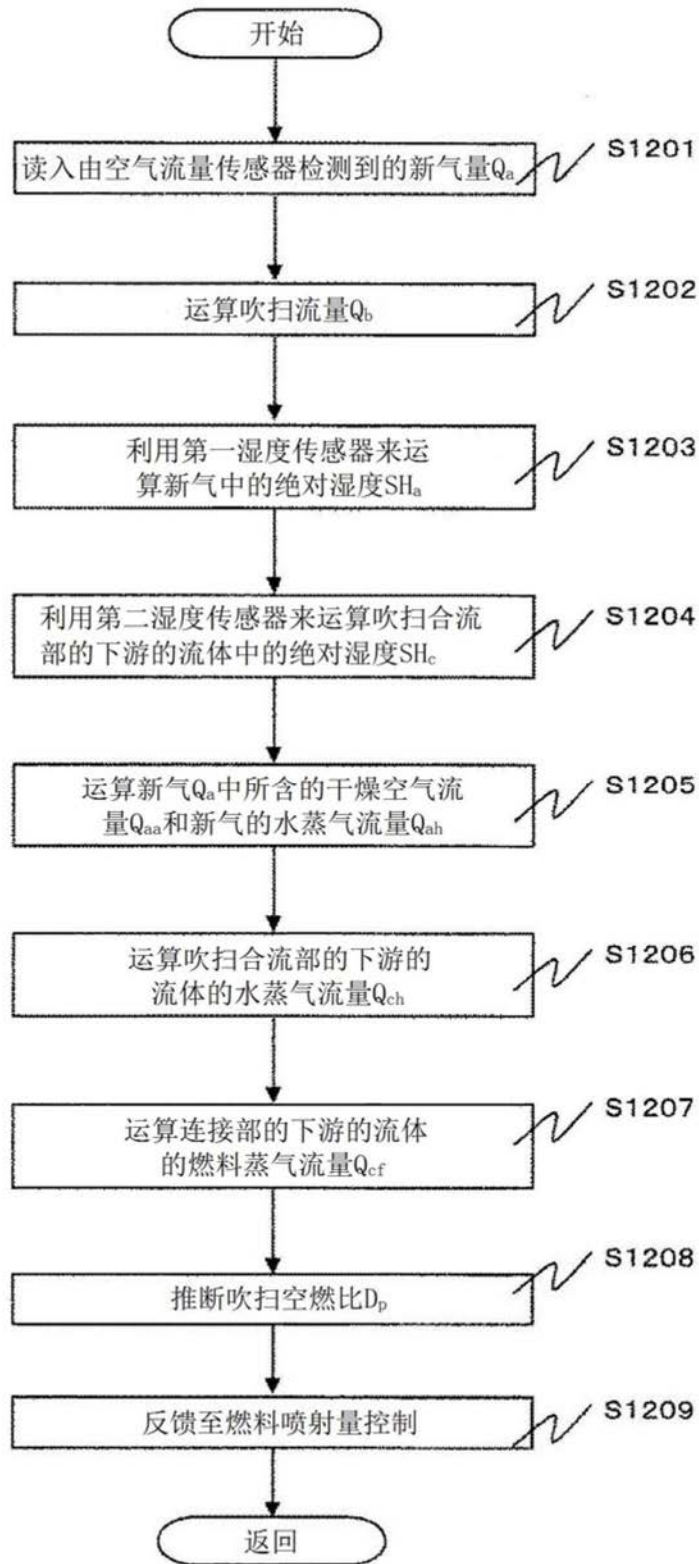 开始
读入由空气流量传感器检测到的新气量Qa
S1201
运算吹扫流量Qb
S1202
利用第一湿度传感器来运
算新气中的绝对湿度SHa
S1203
利用第二湿度传感器来运算吹扫合流
部的下游的流体中的绝对湿度SHc
S1204
运算新气Qa中所含的干燥空气流
量Qaa和新气的水蒸气流量Qah
S1205
运算吹扫合流部的下游的
流体的水蒸气流量Qch
S1206
运算连接部的下游的流体
的燃料蒸气流量Qcf
S1207
推断吹扫空燃比Dp
S1208
反馈至燃料喷射量控制
S1209
返回